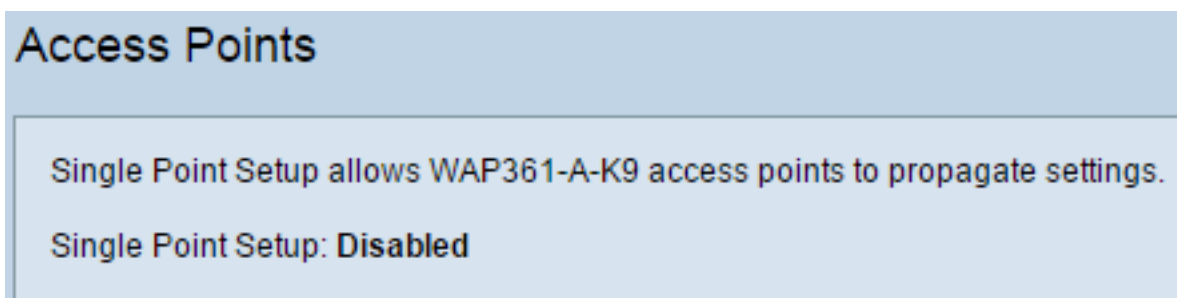 Access Points
Single Point Setup allows WAP361-A-K9 access points to propagate settings.
Single Point Setup: Disabled